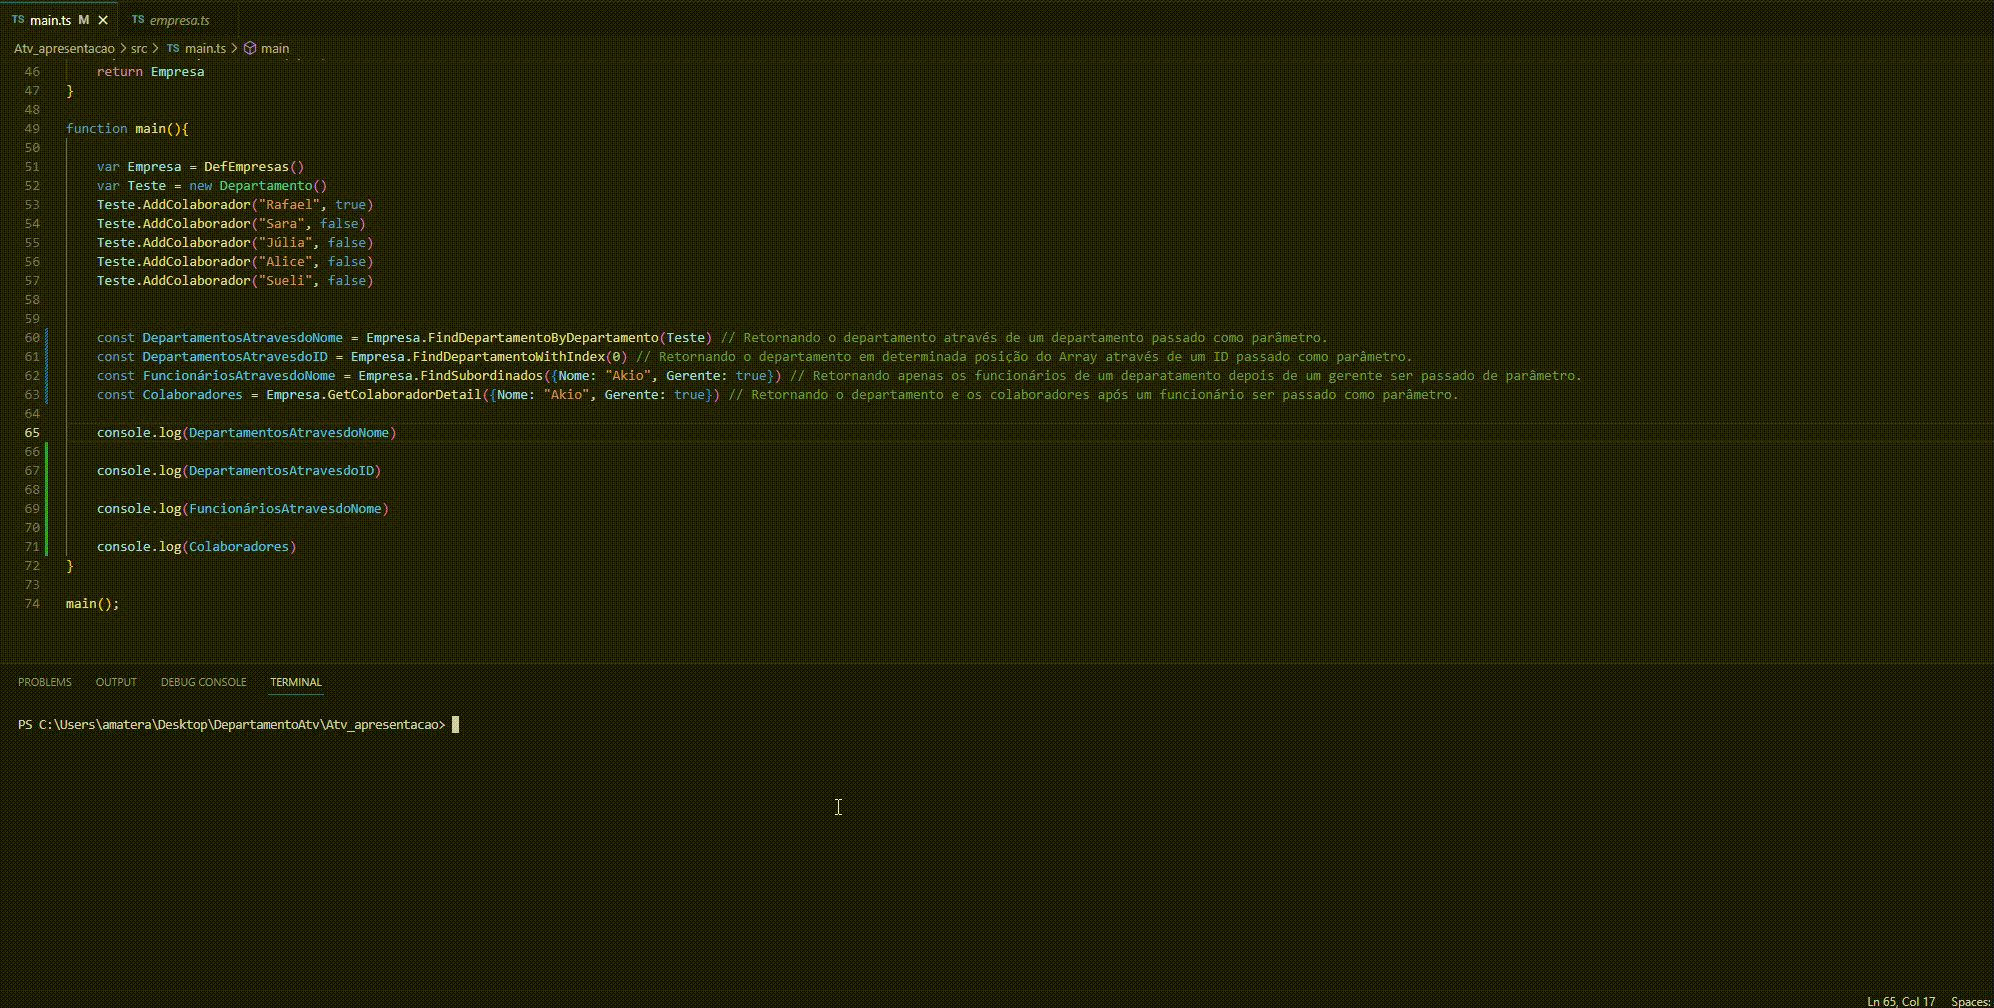 TS main.ts M ✕ TS empresa.ts
Atv_apresentacao > src > TS main.ts > main
46 return Empresa
47 }
48
49 function main(){
50
51 var Empresa = DefEmpresas()
52 var Teste = new Departamento()
53 Teste.AddColaborador("Rafael", true)
54 Teste.AddColaborador("Sara", false)
55 Teste.AddColaborador("Júlia", false)
56 Teste.AddColaborador("Alice", false)
57 Teste.AddColaborador("Sueli", false)
58
59
60 const DepartamentosAtravesdoNome = Empresa.FindDepartamentoByDepartamento(Teste) // Retornando o departamento através de um departamento passado como parâmetro.
61 const DepartamentosAtravesdoID = Empresa.FindDepartamentoWithIndex(0) // Retornando o departamento em determinada posição do Array através de um ID passado como parâmetro.
62 const FuncionáriosAtravesdoNome = Empresa.FindSubordinados({Nome: "Akio", Gerente: true}) // Retornando apenas os funcionários de um deparatamento depois de um gerente ser passado de parâmetro.
63 const Colaboradores = Empresa.GetColaboradorDetail({Nome: "Akio", Gerente: true}) // Retornando o departamento e os colaboradores após um funcionário ser passado como parâmetro.
64
65 console.log(DepartamentosAtravesdoNome)
66
67 console.log(DepartamentosAtravesdoID)
68
69 console.log(FuncionáriosAtravesdoNome)
70
71 console.log(Colaboradores)
72 }
73
74 main();
PROBLEMS OUTPUT DEBUG CONSOLE TERMINAL
PS C:\Users\amatera\Desktop\DepartamentoAtv\Atv_apresentacao>
Ln 65, Col 17 Spaces: